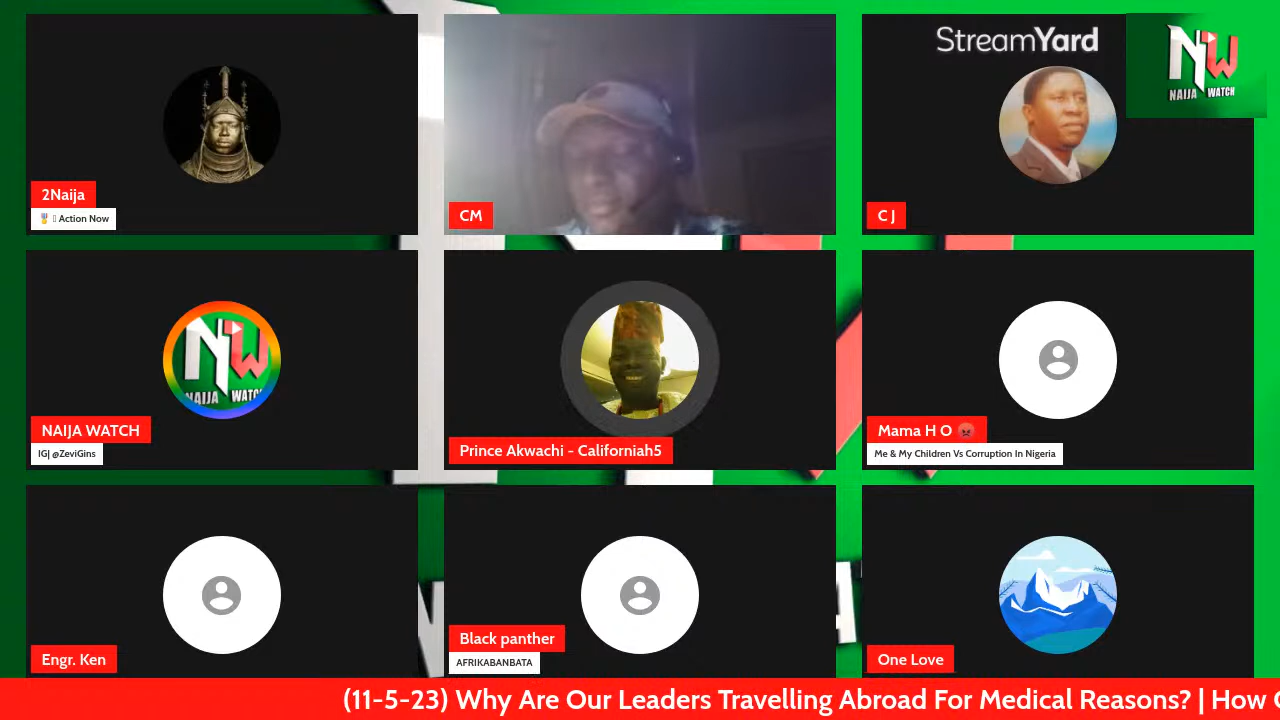 StreamYard
NAIJA WATCH
2Naija
Action Now
CM
C J
NAIJA WATCH
NAIJA WATCH
IG| @ZeviGins
Prince Akwachi - Californiah5
Mama H O
Me & My Children Vs Corruption In Nigeria
Engr. Ken
Black panther
AFRIKABANBATA
One Love
(11-5-23) Why Are Our Leaders Travelling Abroad For Medical Reasons? | How